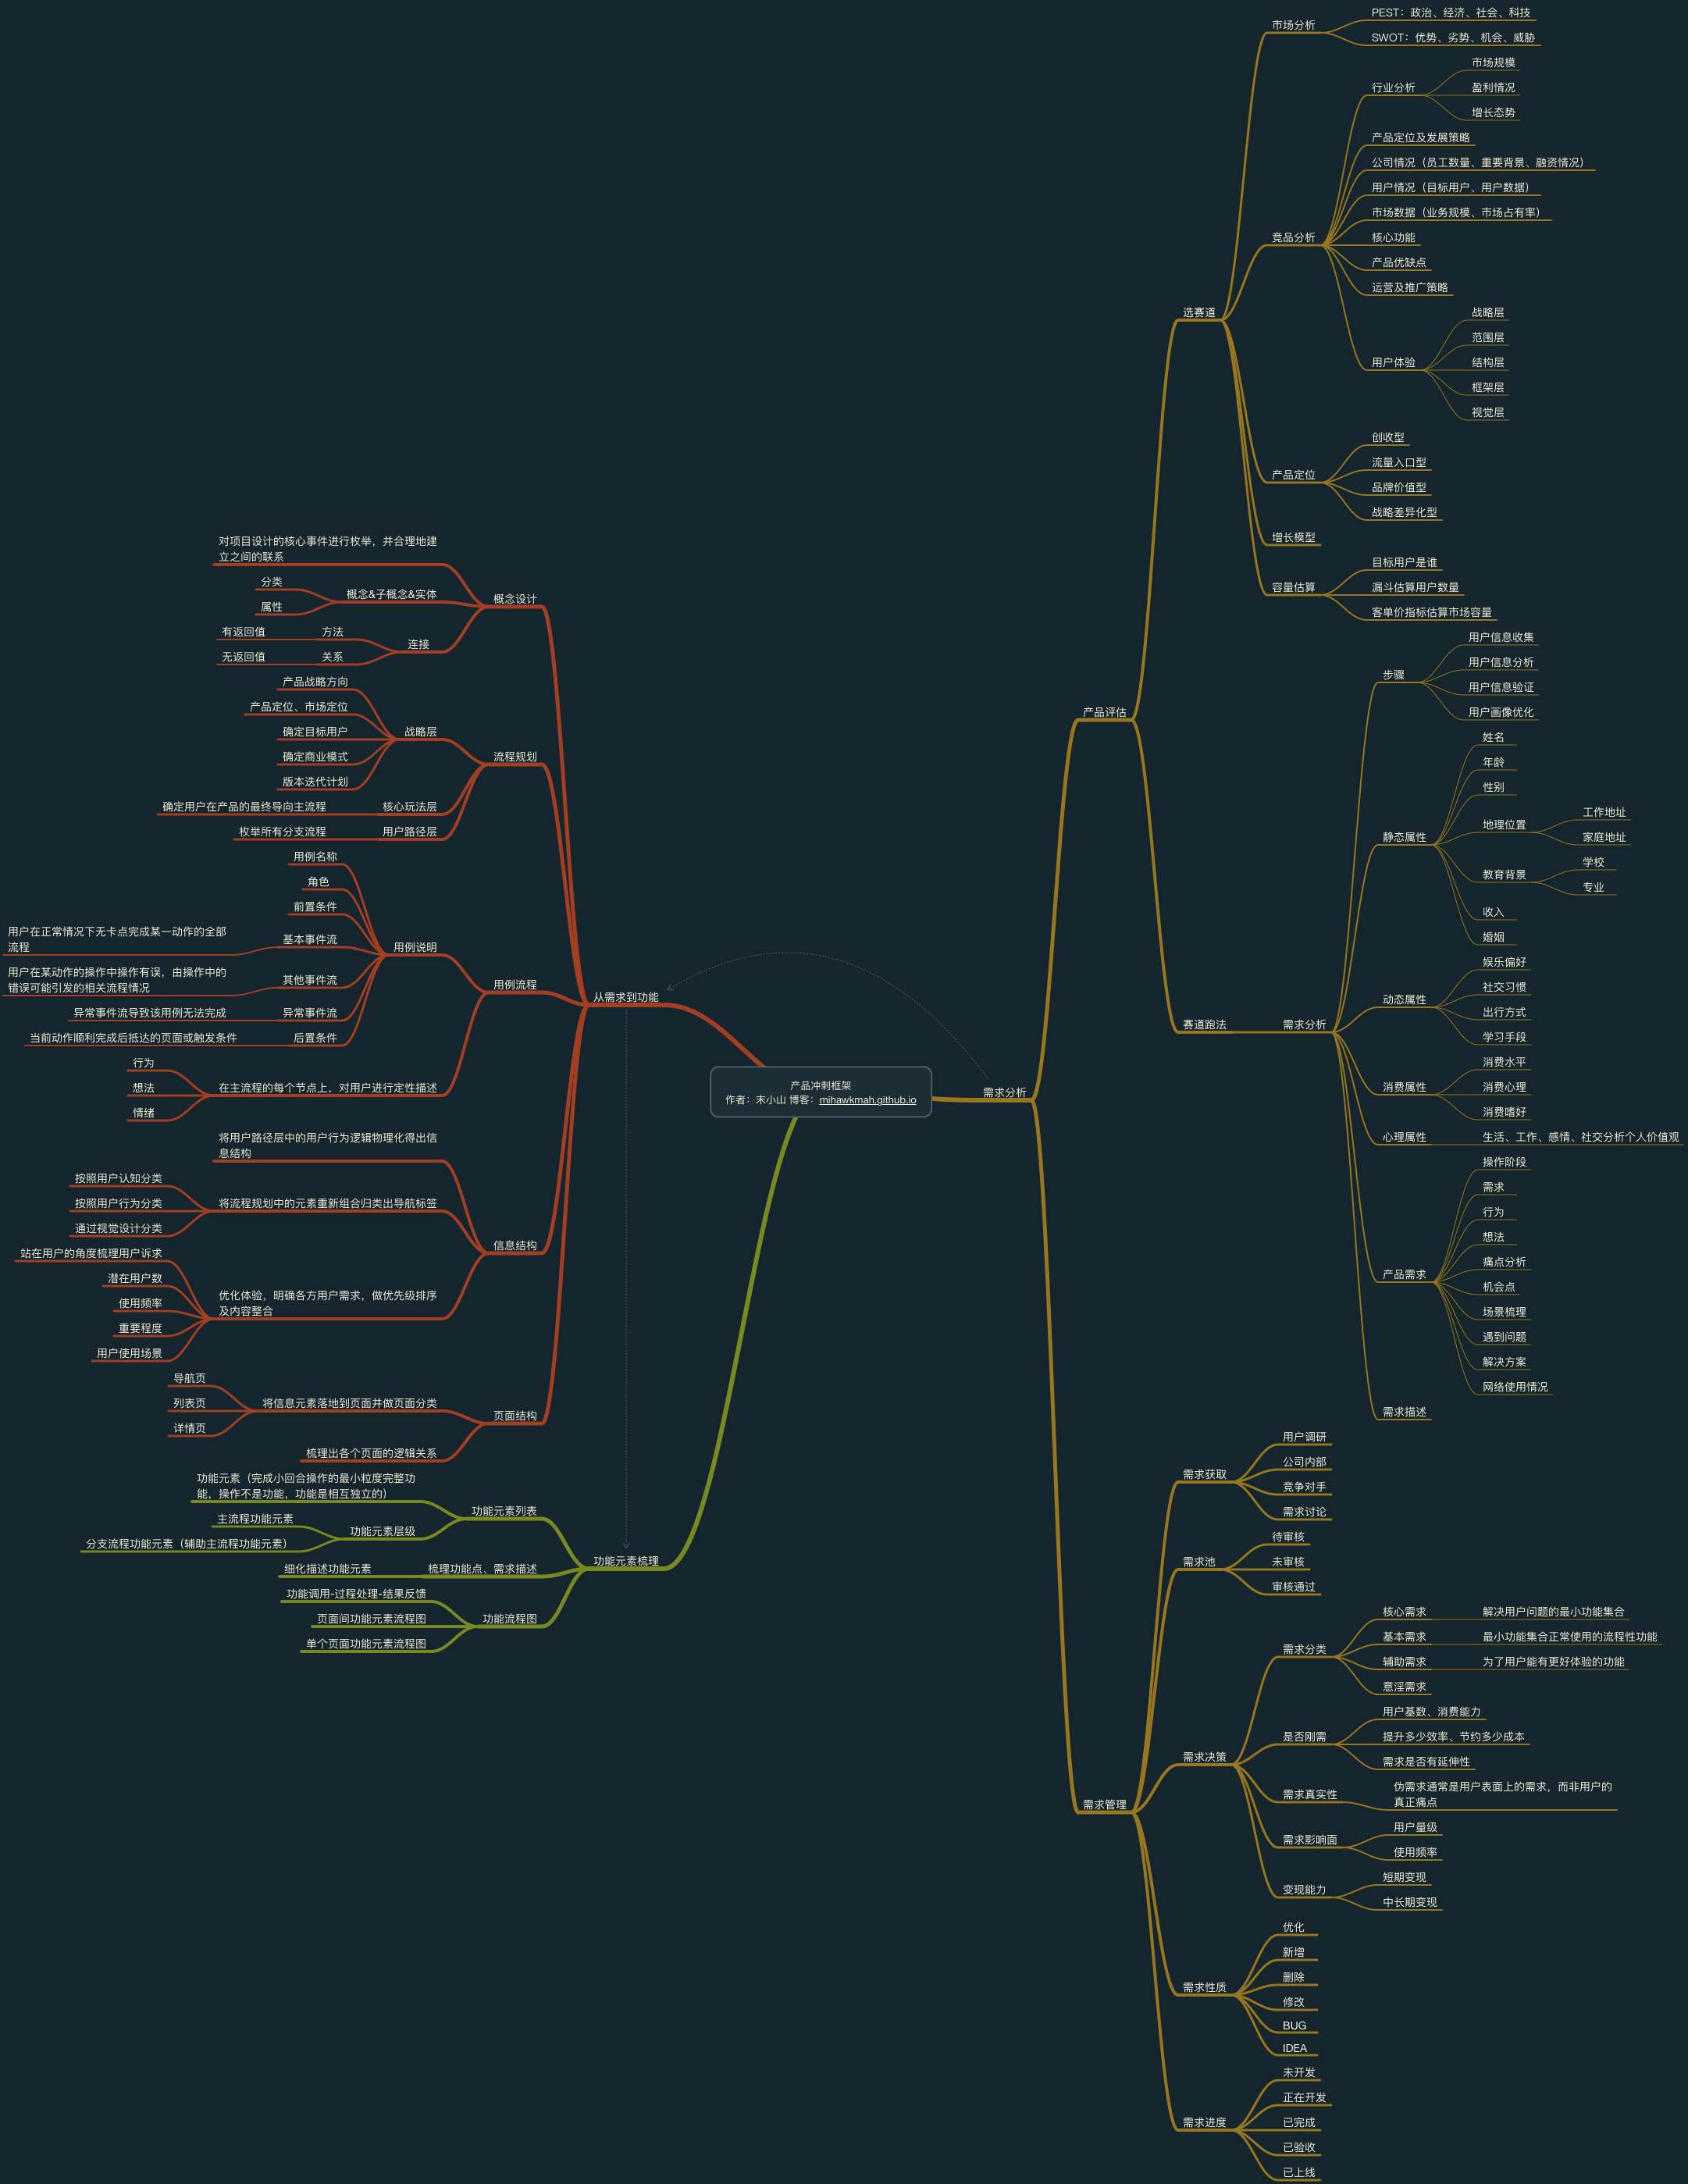 产品冲刺框架
作者：末小山 博客：mihawkmah.github.io
需求分析
产品评估
选赛道
市场分析
PEST：政治、经济、社会、科技
SWOT：优势、劣势、机会、威胁
竞品分析
行业分析
市场规模
盈利情况
增长态势
产品定位及发展策略
公司情况（员工数量、重要背景、融资情况）
用户情况（目标用户、用户数据）
市场数据（业务规模、市场占有率）
核心功能
产品优缺点
运营及推广策略
用户体验
战略层
范围层
结构层
框架层
视觉层
产品定位
创收型
流量入口型
品牌价值型
战略差异化型
增长模型
容量估算
目标用户是谁
漏斗估算用户数量
客单价指标估算市场容量
赛道跑法
需求分析
步骤
用户信息收集
用户信息分析
用户信息验证
用户画像优化
静态属性
姓名
年龄
性别
地理位置
工作地址
家庭地址
教育背景
学校
专业
收入
婚姻
动态属性
娱乐偏好
社交习惯
出行方式
学习手段
消费属性
消费水平
消费心理
消费嗜好
心理属性
生活、工作、感情、社交分析个人价值观
产品需求
操作阶段
需求
行为
想法
痛点分析
机会点
场景梳理
遇到问题
解决方案
网络使用情况
需求描述
需求管理
需求获取
用户调研
公司内部
竞争对手
需求讨论
需求池
待审核
未审核
审核通过
需求决策
需求分类
核心需求
解决用户问题的最小功能集合
基本需求
最小功能集合正常使用的流程性功能
辅助需求
为了用户能有更好体验的功能
意淫需求
是否刚需
用户基数、消费能力
提升多少效率、节约多少成本
需求是否有延伸性
需求真实性
伪需求通常是用户表面上的需求，而非用户的
真正痛点
需求影响面
用户量级
使用频率
变现能力
短期变现
中长期变现
需求性质
优化
新增
删除
修改
BUG
IDEA
需求进度
未开发
正在开发
已完成
已验收
已上线
从需求到功能
概念设计
对项目设计的核心事件进行枚举，并合理地建
立之间的联系
概念&子概念&实体
分类
属性
连接
方法
有返回值
关系
无返回值
流程规划
战略层
产品战略方向
产品定位、市场定位
确定目标用户
确定商业模式
版本迭代计划
核心玩法层
确定用户在产品的最终导向主流程
用户路径层
枚举所有分支流程
用例流程
用例说明
用例名称
角色
前置条件
基本事件流
用户在正常情况下无卡点完成某一动作的全部
流程
其他事件流
用户在某动作的操作中操作有误，由操作中的
错误可能引发的相关流程情况
异常事件流
异常事件流导致该用例无法完成
后置条件
当前动作顺利完成后抵达的页面或触发条件
在主流程的每个节点上，对用户进行定性描述
行为
想法
情绪
信息结构
将用户路径层中的用户行为逻辑物理化得出信
息结构
将流程规划中的元素重新组合归类出导航标签
按照用户认知分类
按照用户行为分类
通过视觉设计分类
优化体验，明确各方用户需求，做优先级排序
及内容整合
站在用户的角度梳理用户诉求
潜在用户数
使用频率
重要程度
用户使用场景
页面结构
将信息元素落地到页面并做页面分类
导航页
列表页
详情页
梳理出各个页面的逻辑关系
功能元素梳理
功能元素列表
功能元素（完成小回合操作的最小粒度完整功
能，操作不是功能，功能是相互独立的）
功能元素层级
主流程功能元素
分支流程功能元素（辅助主流程功能元素）
梳理功能点、需求描述
细化描述功能元素
功能流程图
功能调用-过程处理-结果反馈
页面间功能元素流程图
单个页面功能元素流程图